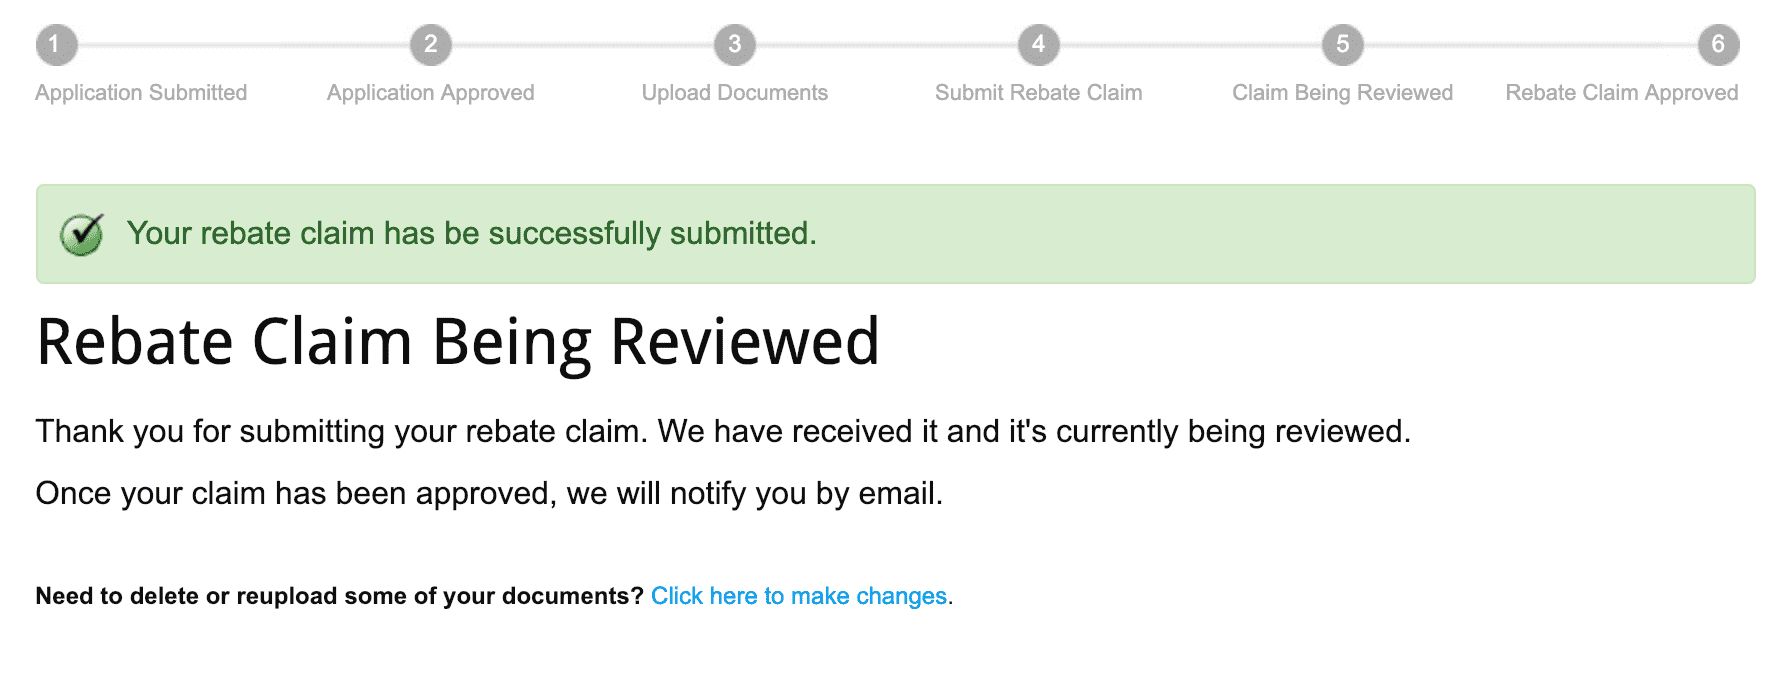 1 2 3 4 5 6
Application Submitted Application Approved Upload Documents Submit Rebate Claim Claim Being Reviewed Rebate Claim Approved
Your rebate claim has be successfully submitted.
Rebate Claim Being Reviewed
Thank you for submitting your rebate claim. We have received it and it's currently being reviewed.
Once your claim has been approved, we will notify you by email.
Need to delete or reupload some of your documents? Click here to make changes.